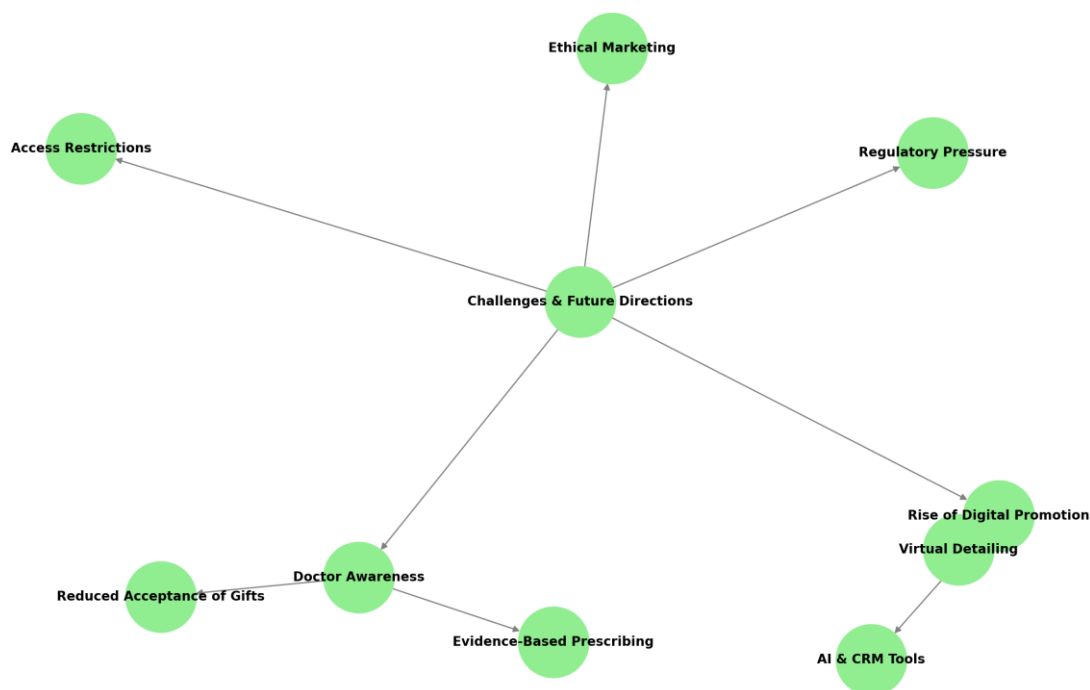 Ethical Marketing
Access Restrictions
Regulatory Pressure
Challenges & Future Directions
Rise of Digital Promotion
Virtual Detailing
Doctor Awareness
Reduced Acceptance of Gifts
Evidence-Based Prescribing
AI & CRM Tools